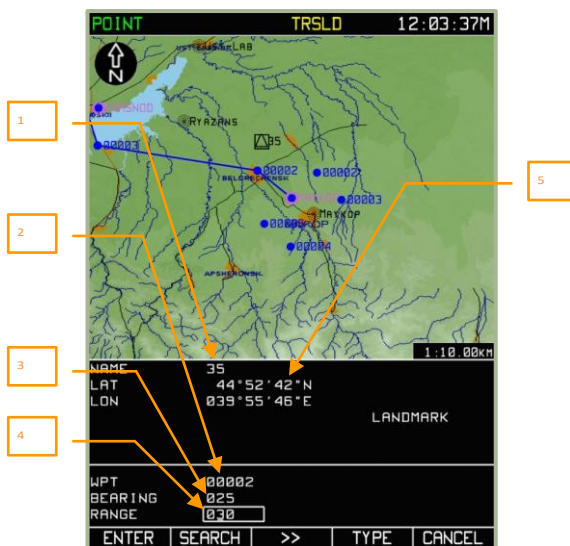 POINT TRSLD 12:03:37M
LAB
N
1
RYAZANS
35
00003
00002
00002
BELORECHENSK
00003
5
2
MAYKOP
00004
APSHERONSK
1:10.00KM
NAME 35
LAT 44°52'42"N
LON 039°55'46"E
LANDMARK
3
4
WPT 00002
BEARING 025
RANGE 030
ENTER SEARCH >> TYPE CANCEL